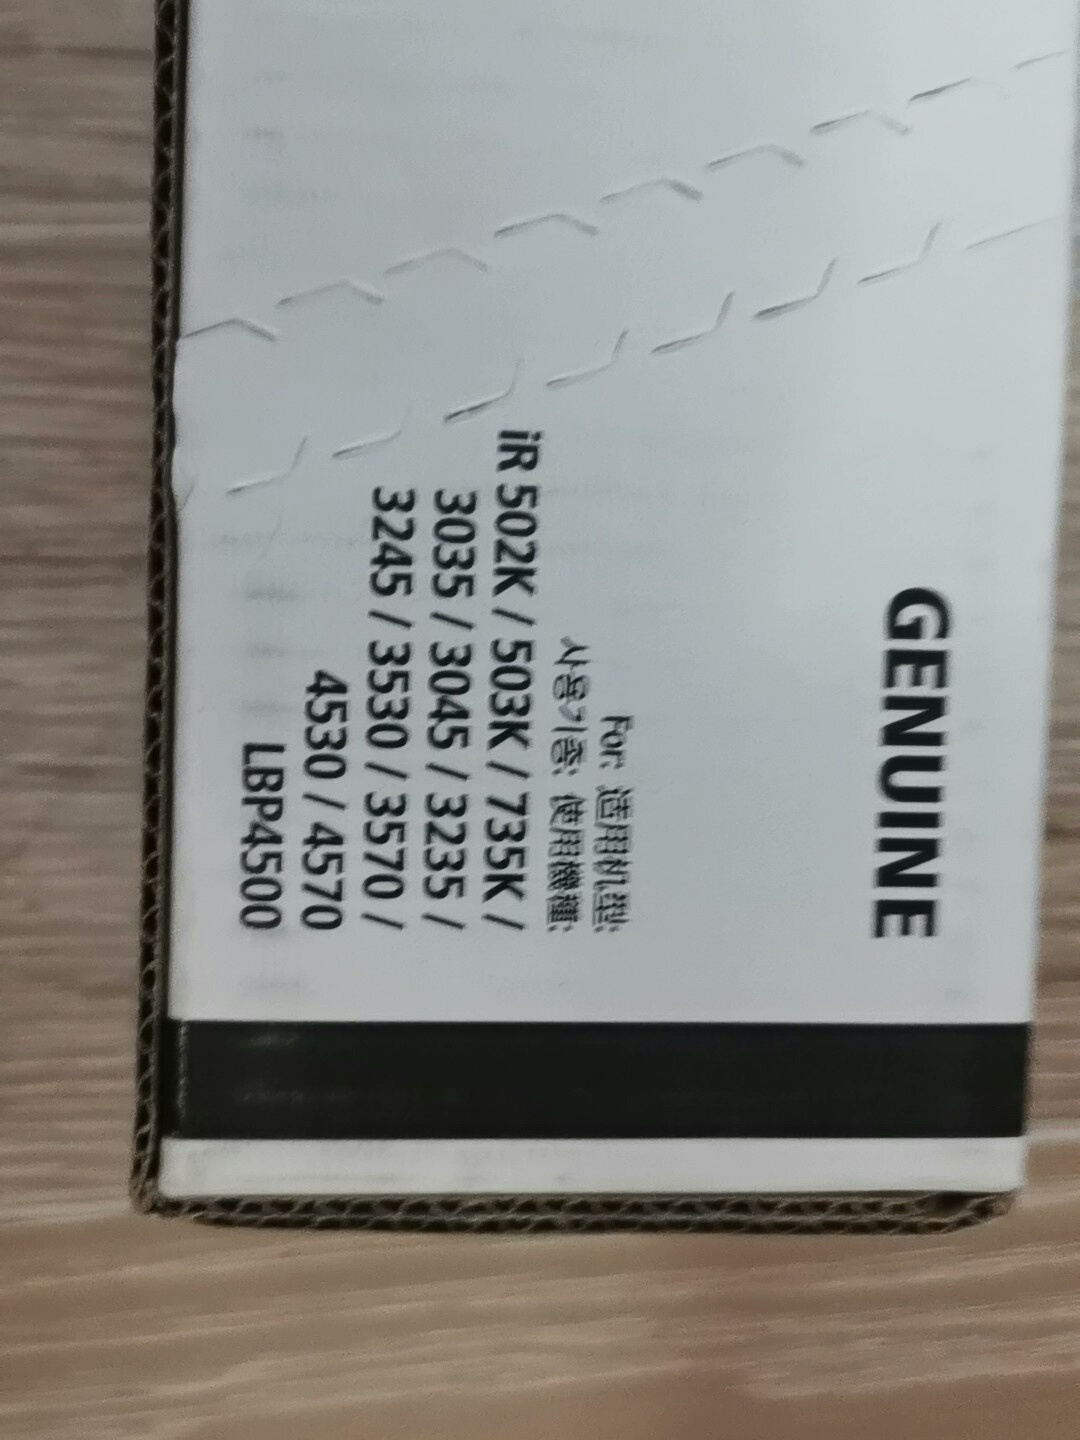 GENUINE
For: 适用机型:
사용기종: 使用機種:
iR 502K / 503K / 735K /
3035 / 3045 / 3235 /
3245 / 3530 / 3570 /
4530 / 4570
LBP4500